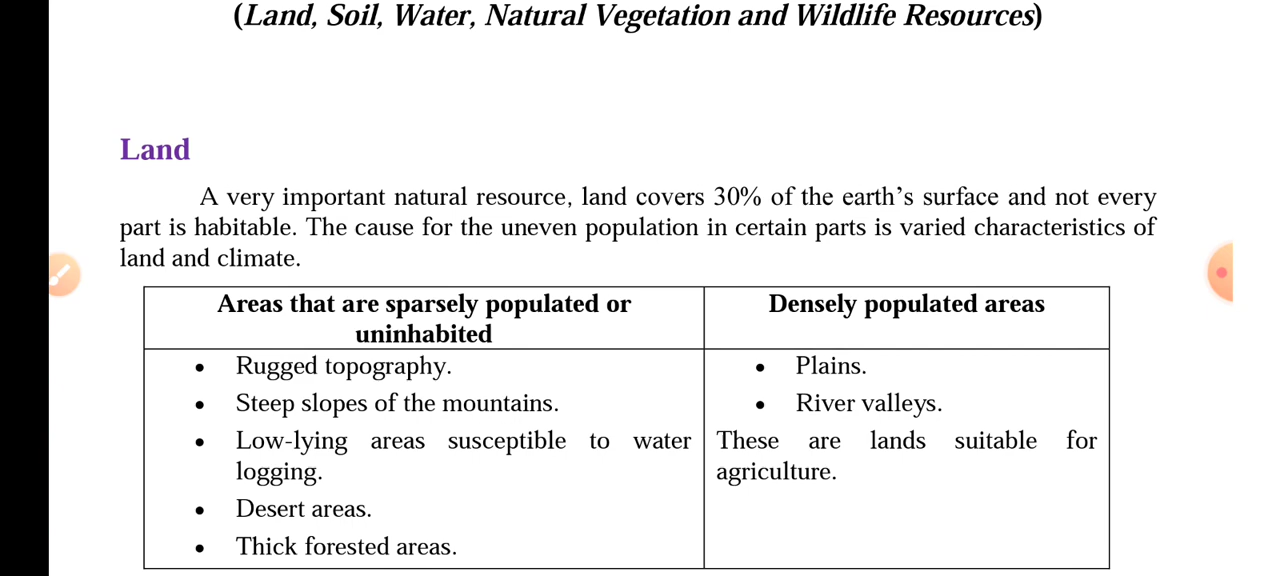 (Land, Soil, Water, Natural Vegetation and Wildlife Resources)
Land
A very important natural resource, land covers 30% of the earth’s surface and not every
part is habitable. The cause for the uneven population in certain parts is varied characteristics of
land and climate.
Areas that are sparsely populated or
uninhabited
• Rugged topography.
• Steep slopes of the mountains.
• Low-lying areas susceptible to water
logging.
• Desert areas.
• Thick forested areas.
Densely populated areas
• Plains.
• River valleys.
These are lands suitable for
agriculture.